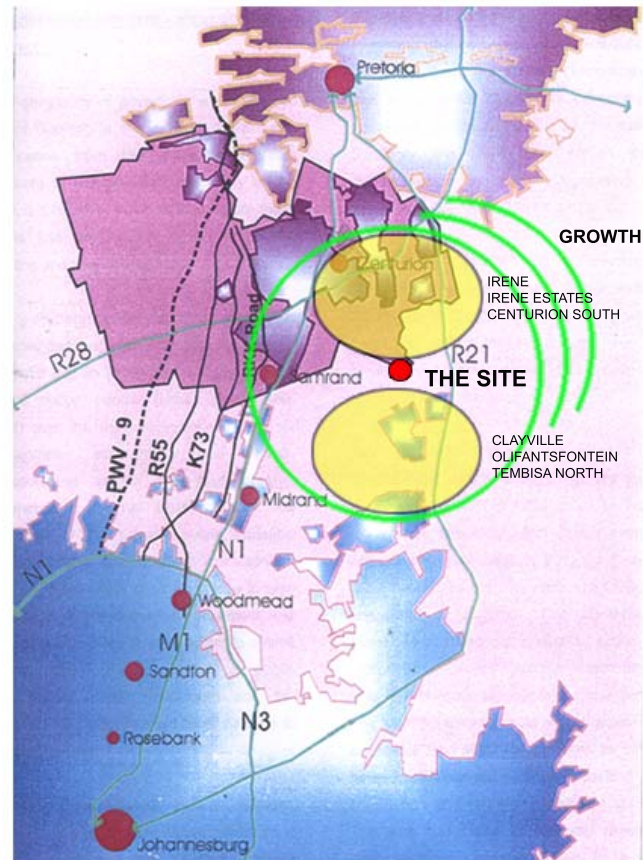 Pretoria
GROWTH
Centurion
IRENE
IRENE ESTATES
CENTURION SOUTH
R28
R21
Samrand
THE SITE
PWV - 9
R55
K73
CLAYVILLE
OLIFANTSFONTEIN
TEMBISA NORTH
Midrand
N1
N1
Woodmead
M1
Sandton
N3
Rosebank
Johannesburg